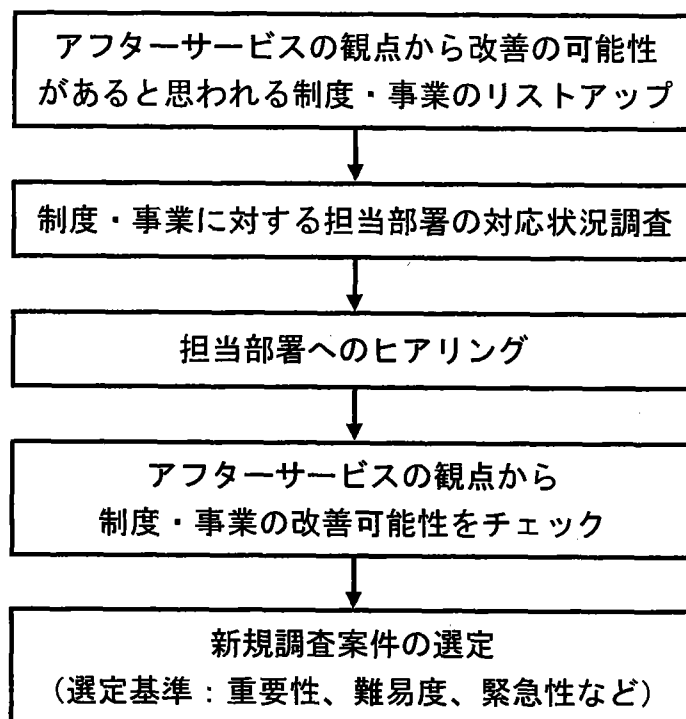 アフターサービスの観点から改善の可能性
があると思われる制度・事業のリストアップ
制度・事業に対する担当部署の対応状況調査
担当部署へのヒアリング
アフターサービスの観点から
制度・事業の改善可能性をチェック
新規調査案件の選定
（選定基準：重要性、難易度、緊急性など）